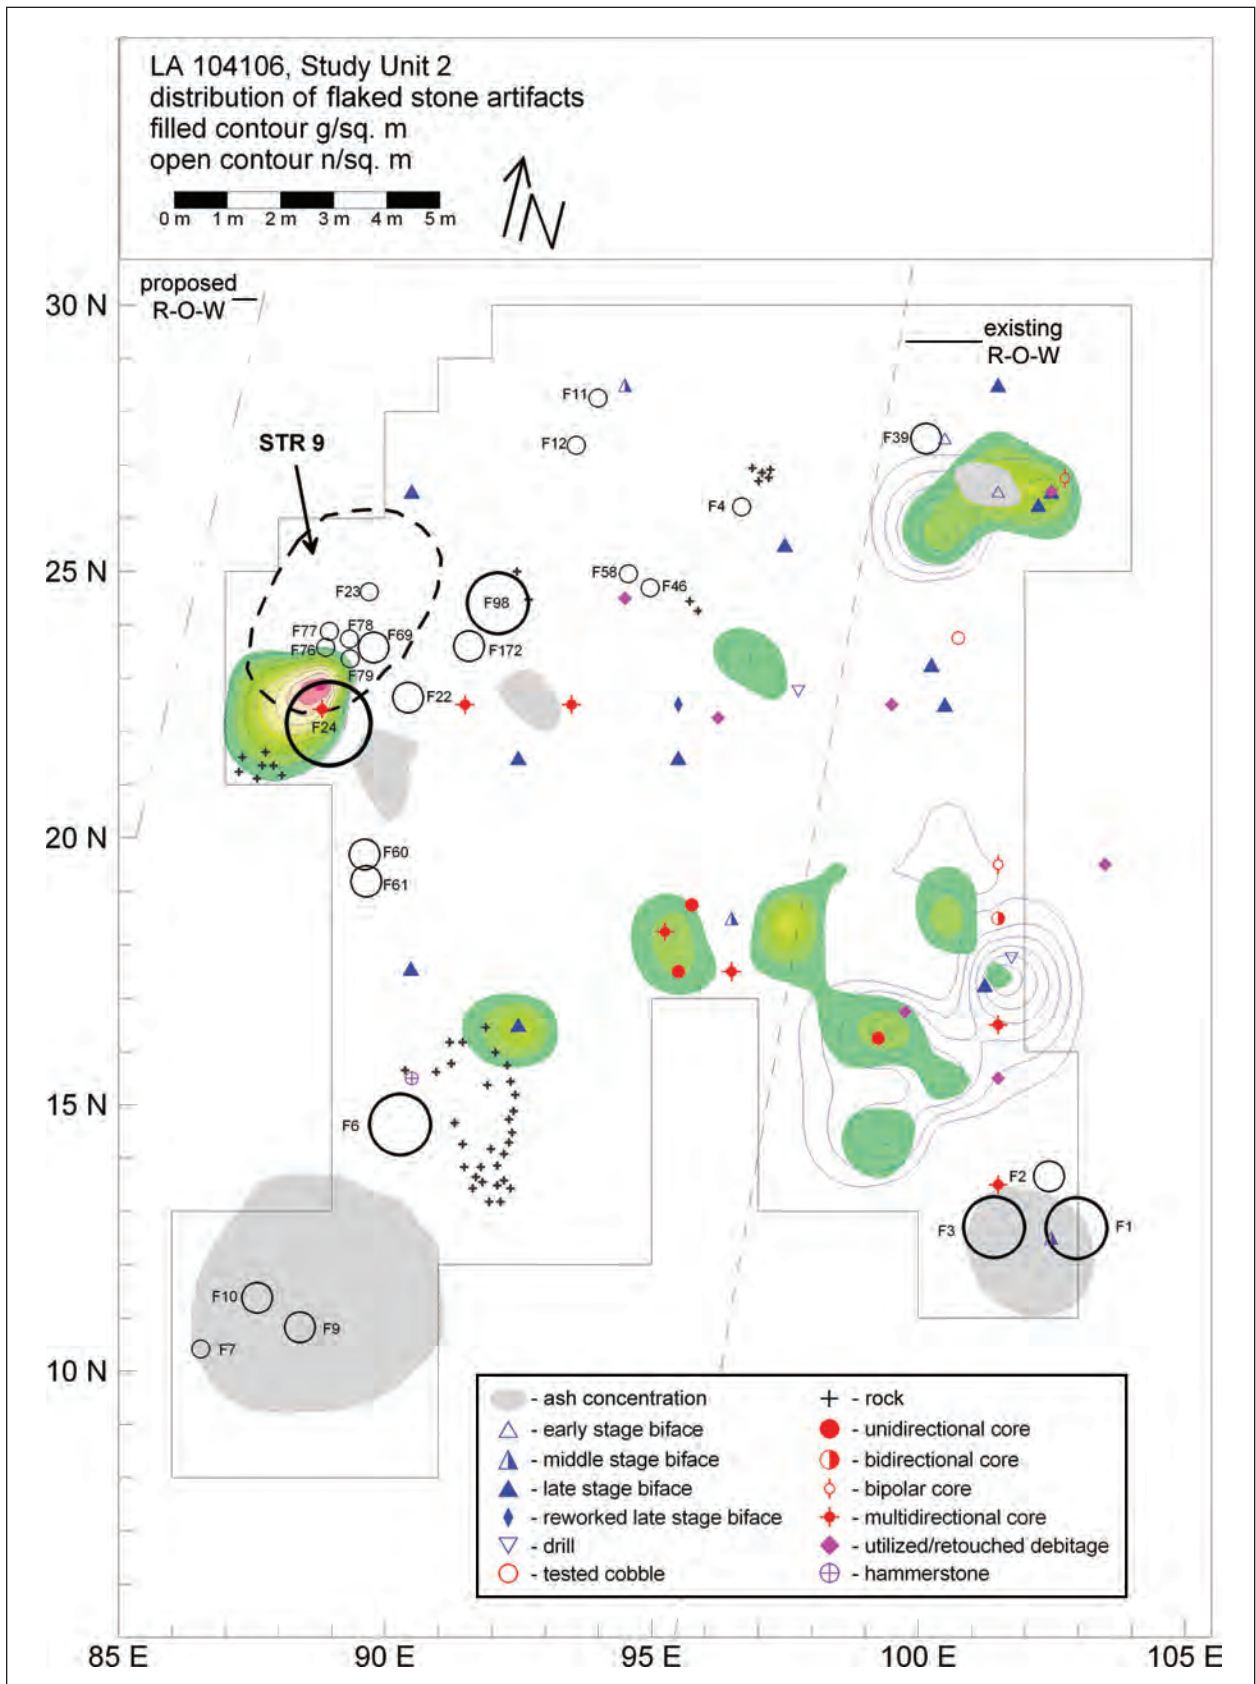 LA 104106, Study Unit 2
distribution of flaked stone artifacts
filled contour g/sq. m
open contour n/sq. m
0 m 1 m 2 m 3 m 4 m 5 m
N
proposed
R-O-W
30 N
existing
R-O-W
F11
F39
F12
STR 9
F4
25 N
F58
F46
F23
F98
F77
F78
F69
F76
F172
F79
F22
F24
20 N
F60
F61
15 N
F6
F2
F3
F1
F10
F9
F7
10 N
- ash concentration
- early stage biface
- middle stage biface
- late stage biface
- reworked late stage biface
- drill
- tested cobble
- rock
- unidirectional core
- bidirectional core
- bipolar core
- multidirectional core
- utilized/retouched debitage
- hammerstone
85 E 90 E 95 E 100 E 105 E